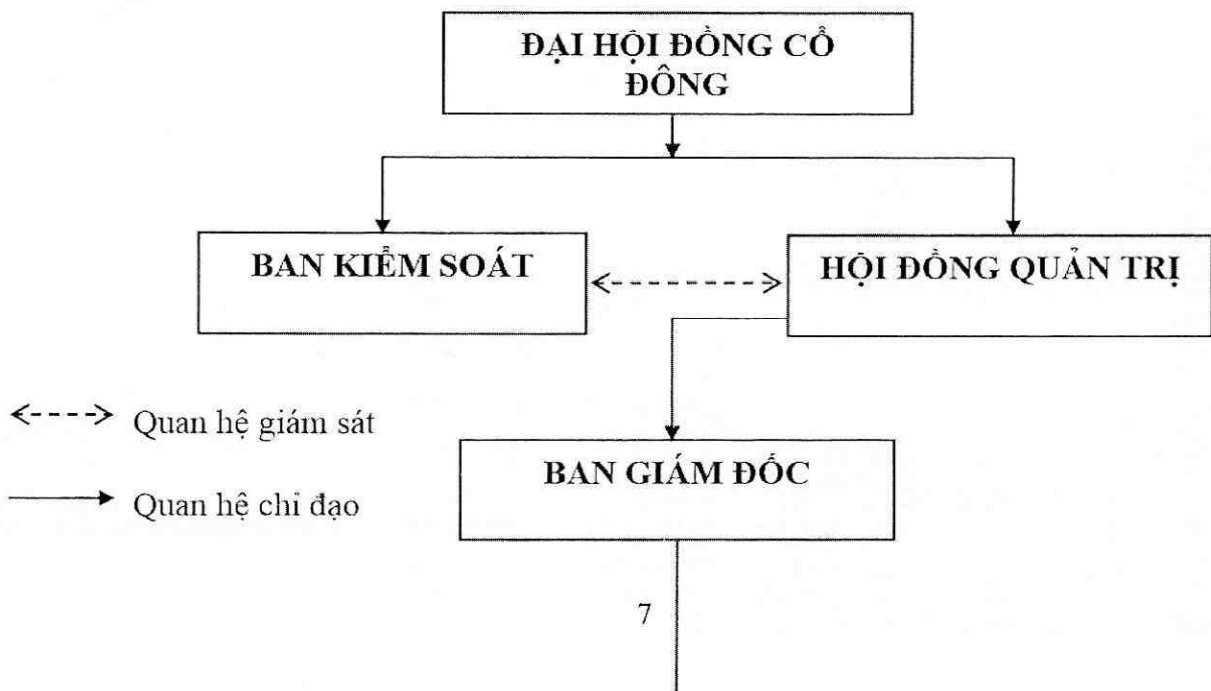 ĐẠI HỘI ĐỒNG CỔ
ĐÔNG
BAN KIỂM SOÁT
HỘI ĐỒNG QUẢN TRỊ
Quan hệ giám sát
BAN GIÁM ĐỐC
Quan hệ chỉ đạo
7